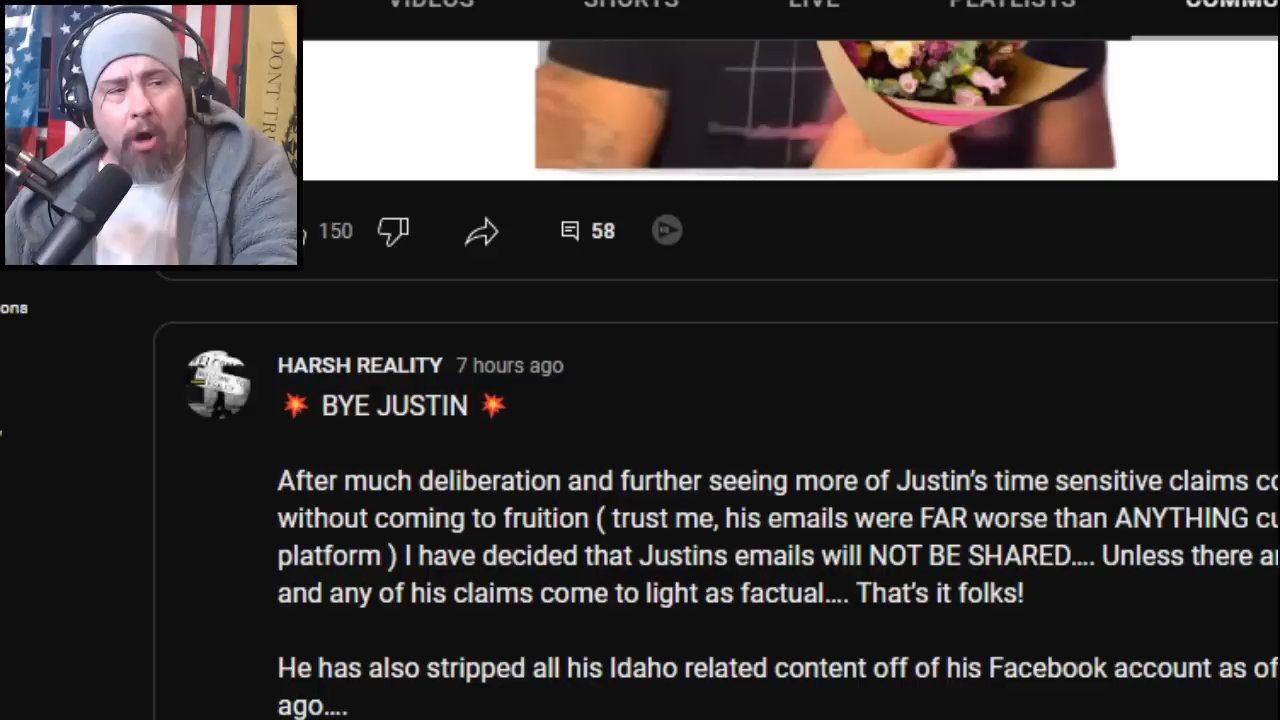 VIDEOS SHORTS LIVE PLAYLISTS
DONT
150 58
ons
HARSH REALITY 7 hours ago
💥 BYE JUSTIN 💥
After much deliberation and further seeing more of Justin’s time sensitive claims
without coming to fruition ( trust me, his emails were FAR worse than ANYTHING
platform ) I have decided that Justins emails will NOT BE SHARED.... Unless there
and any of his claims come to light as factual.... That’s it folks!
He has also stripped all his Idaho related content off of his Facebook account as of
ago....